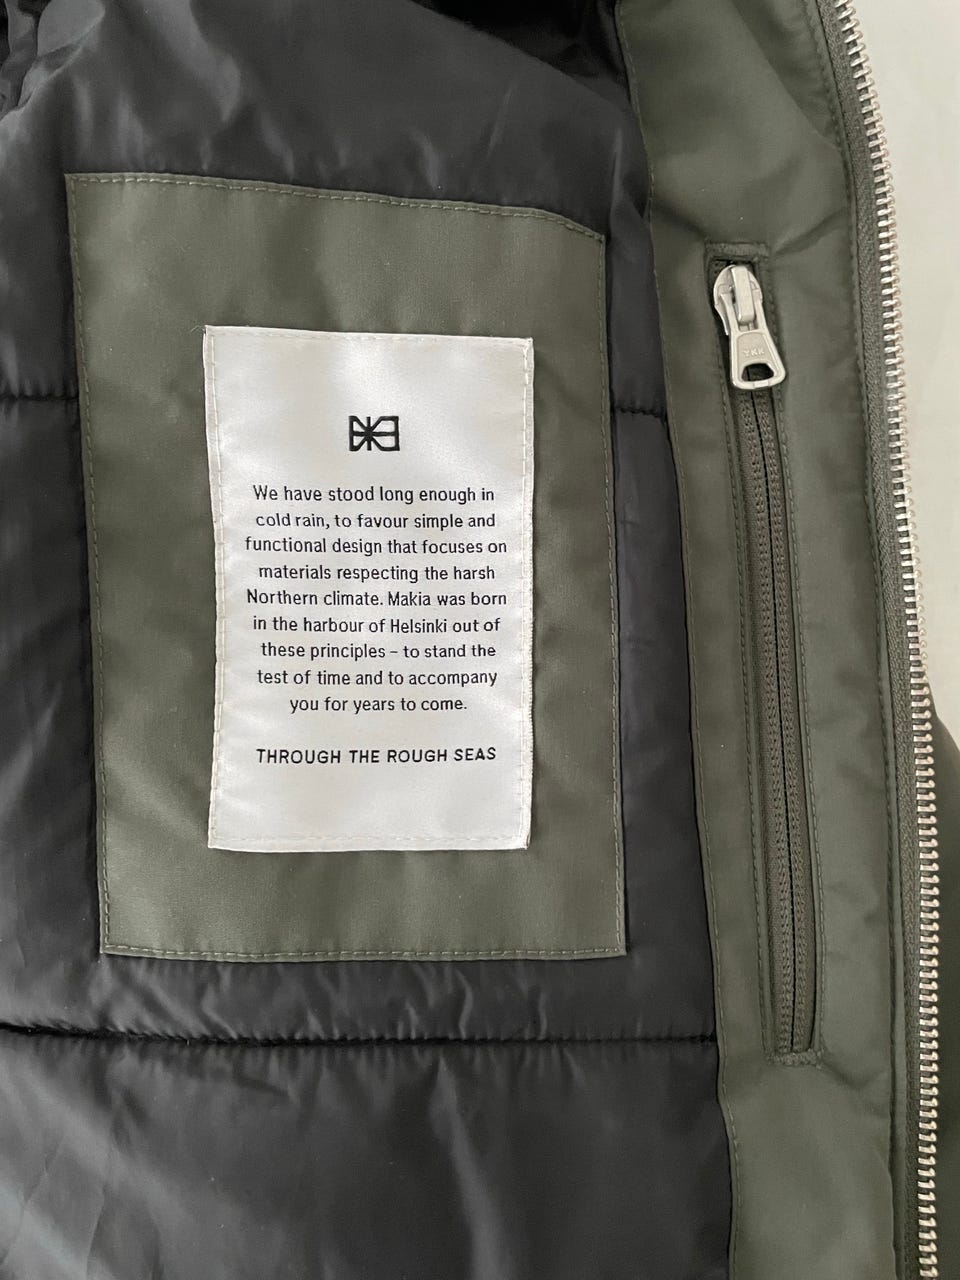 We have stood long enough in
cold rain, to favour simple and
functional design that focuses on
materials respecting the harsh
Northern climate. Makia was born
in the harbour of Helsinki out of
these principles – to stand the
test of time and to accompany
you for years to come.
THROUGH THE ROUGH SEAS
YKK